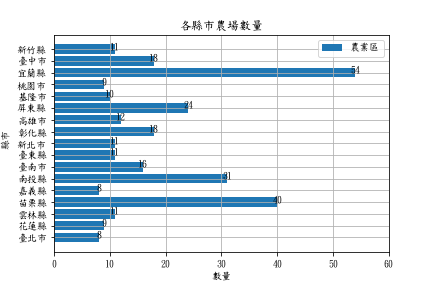 各縣市農場數量
農業區
新竹縣 11
臺中市 18
宜蘭縣 54
桃園市 9
基隆市 10
屏東縣 24
高雄市 12
彰化縣 18
新北市 11
臺東縣 11
臺南市 16
南投縣 31
嘉義縣 8
苗栗縣 40
雲林縣 11
花蓮縣 9
臺北市 8
縣市
0 10 20 30 40 50 60
數量